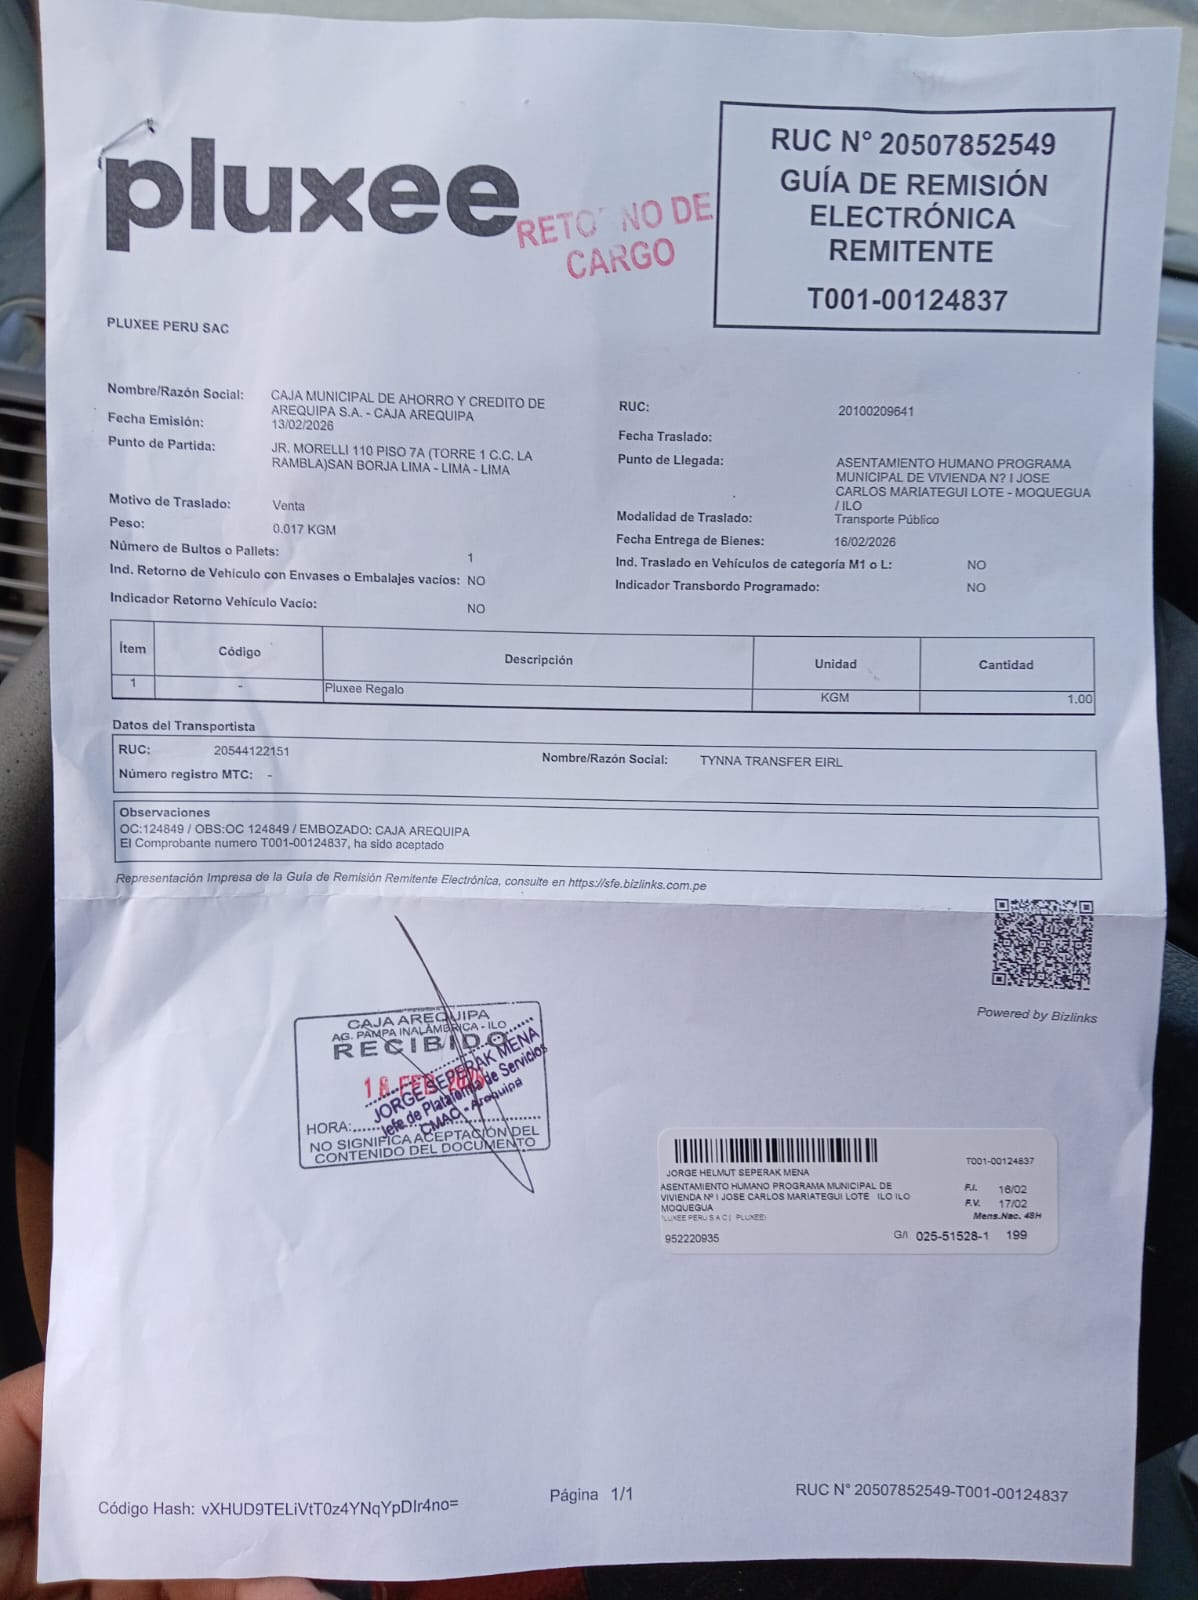 pluxee
RETORNO DE
CARGO
RUC N° 20507852549
GUÍA DE REMISIÓN
ELECTRÓNICA
REMITENTE
T001-00124837
PLUXEE PERU SAC
Nombre/Razón Social: CAJA MUNICIPAL DE AHORRO Y CREDITO DE
AREQUIPA S.A. - CAJA AREQUIPA
Fecha Emisión: 13/02/2026
Punto de Partida: JR. MORELLI 110 PISO 7A (TORRE 1 C.C. LA
RAMBLA)SAN BORJA LIMA - LIMA - LIMA
RUC: 20100209641
Fecha Traslado:
Punto de Llegada: ASENTAMIENTO HUMANO PROGRAMA
MUNICIPAL DE VIVIENDA N? I JOSE
CARLOS MARIATEGUI LOTE - MOQUEGUA
/ ILO
Motivo de Traslado: Venta
Peso: 0.017 KGM
Número de Bultos o Pallets: 1
Ind. Retorno de Vehículo con Envases o Embalajes vacíos: NO
Indicador Retorno Vehículo Vacío: NO
Modalidad de Traslado: Transporte Público
Fecha Entrega de Bienes: 16/02/2026
Ind. Traslado en Vehículos de categoría M1 o L: NO
Indicador Transbordo Programado: NO
Ítem Código Descripción Unidad Cantidad
1 - Pluxee Regalo KGM 1.00
Datos del Transportista
RUC: 20544122151 Nombre/Razón Social: TYNNA TRANSFER EIRL
Número registro MTC: -
Observaciones
OC:124849 / OBS:OC 124849 / EMBOZADO: CAJA AREQUIPA
El Comprobante numero T001-00124837, ha sido aceptado
Representación Impresa de la Guía de Remisión Remitente Electrónica, consulte en https://sfe.bizlinks.com.pe
Powered by Bizlinks
CAJA AREQUIPA
AG. PAMPA INALÁMBRICA - ILO
RECIBIDO
18 FEB
JORGE SEPERAK MENA
Jefe de Plataforma de Servicios
CMAC - Arequipa
HORA:
NO SIGNIFICA ACEPTACIÓN DEL
CONTENIDO DEL DOCUMENTO
T001-00124837
JORGE HELMUT SEPERAK MENA
ASENTAMIENTO HUMANO PROGRAMA MUNICIPAL DE
VIVIENDA Nº I JOSE CARLOS MARIATEGUI LOTE ILO ILO
MOQUEGUA
PLUXEE PERU S A C ( PLUXEE)
F.I. 16/02
F.V. 17/02
Mens.Nac. 48H
952220935
G/I 025-51528-1 199
Código Hash: vXHUD9TELiVtT0z4YNqYpDIr4no=
Página 1/1
RUC N° 20507852549-T001-00124837